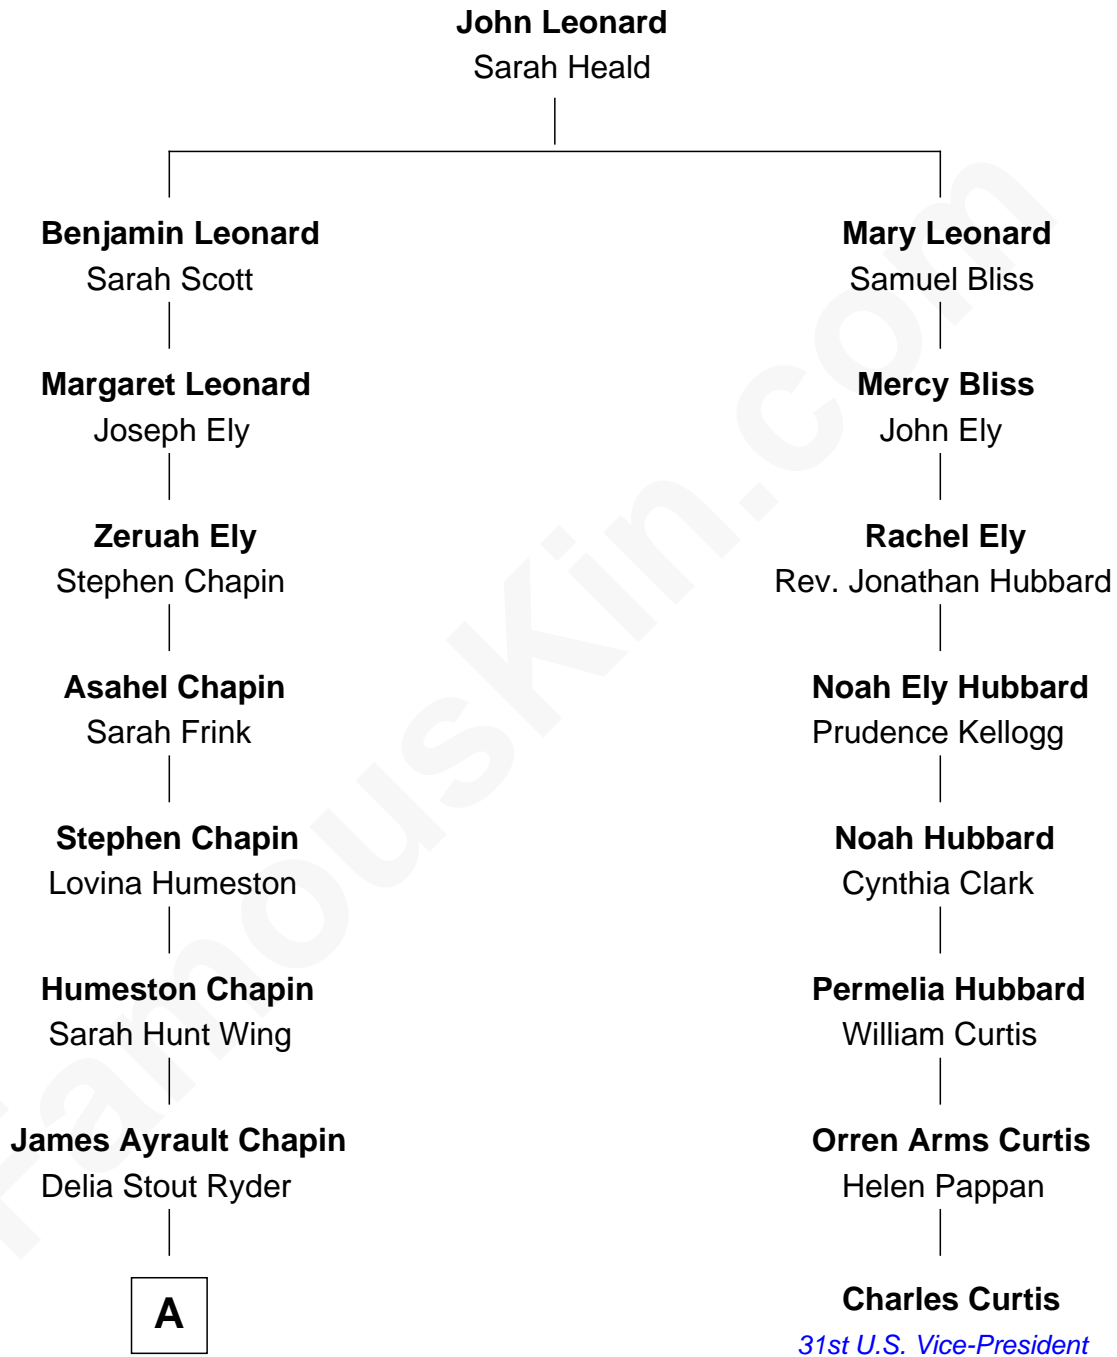 John Leonard
Sarah Heald
Benjamin Leonard
Sarah Scott
Mary Leonard
Samuel Bliss
Margaret Leonard
Joseph Ely
Mercy Bliss
John Ely
Zeruah Ely
Stephen Chapin
Rachel Ely
Rev. Jonathan Hubbard
Asahel Chapin
Sarah Frink
Noah Ely Hubbard
Prudence Kellogg
Stephen Chapin
Lovina Humeston
Noah Hubbard
Cynthia Clark
Humeston Chapin
Sarah Hunt Wing
Permelia Hubbard
William Curtis
James Ayrault Chapin
Delia Stout Ryder
Orren Arms Curtis
Helen Pappan
A
Charles Curtis
31st U.S. Vice-President
FamousKin.com